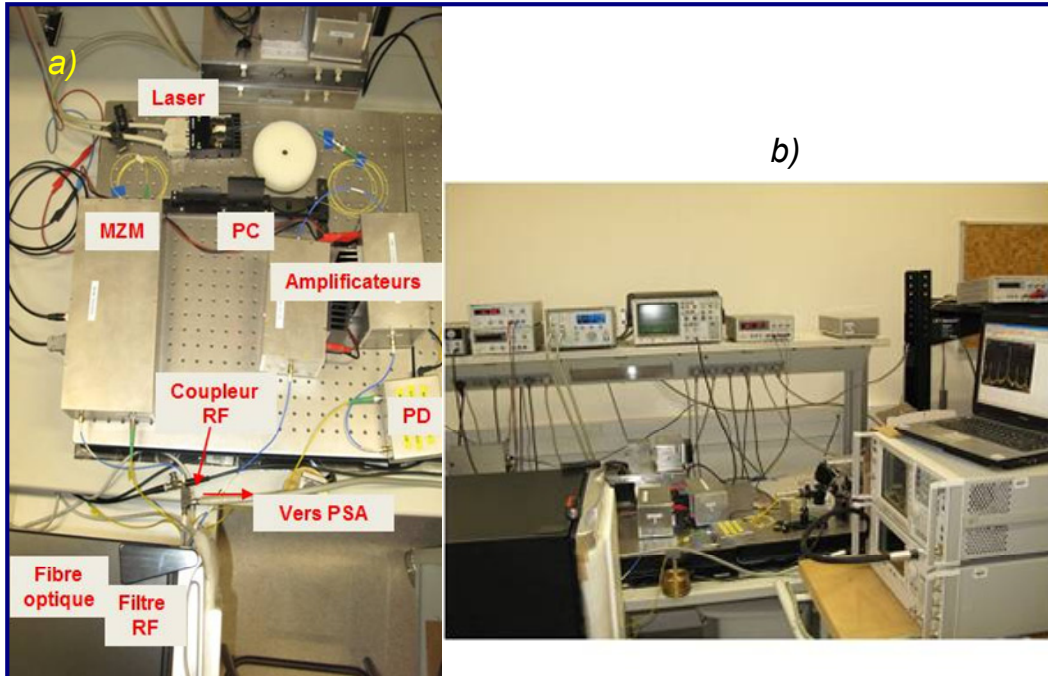 a)
Laser
b)
MZM
PC
Amplificateurs
Coupleur
RF
PD
Vers PSA
Fibre
optique
Filtre
RF